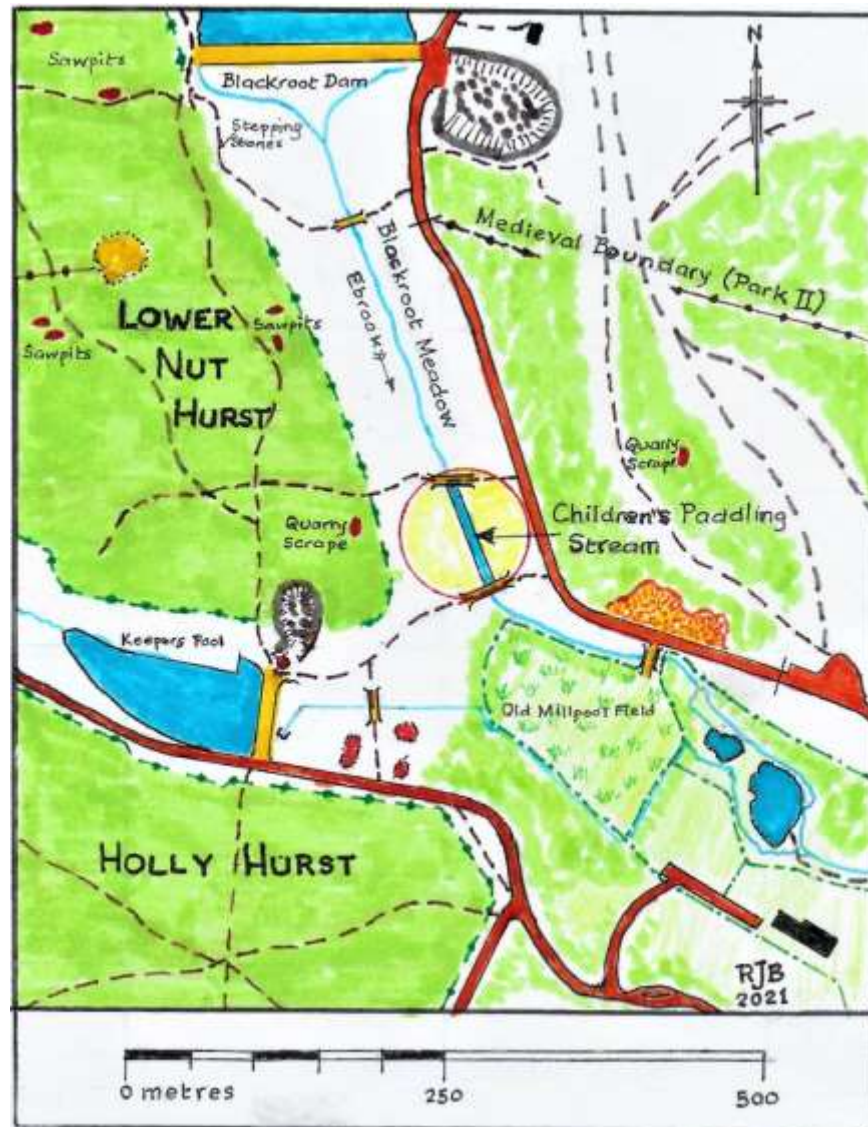 Sawpits
Blackroot Dam
N
Stepping
Stones
Medieval Boundary (Park II)
Blackroot Meadow
Ebrook
LOWER
NUT
HURST
Sawpits
Sawpits
Quarry
Scrape
Quarry
Scrape
Children's Paddling
Stream
Keepers Pool
Old Millpool Field
HOLLY HURST
RJB
2021
0 metres
250
500